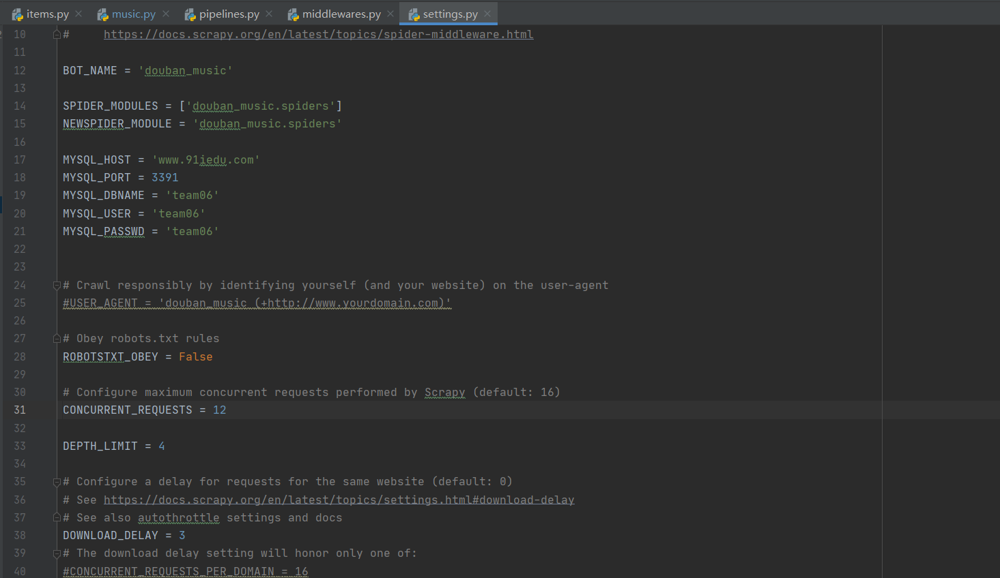 items.py music.py pipelines.py middlewares.py settings.py
10 # https://docs.scrapy.org/en/latest/topics/spider-middleware.html
11
12 BOT_NAME = 'douban_music'
13
14 SPIDER_MODULES = ['douban_music.spiders']
15 NEWSPIDER_MODULE = 'douban_music.spiders'
16
17 MYSQL_HOST = 'www.91iedu.com'
18 MYSQL_PORT = 3391
19 MYSQL_DBNAME = 'team06'
20 MYSQL_USER = 'team06'
21 MYSQL_PASSWD = 'team06'
22
23
24 # Crawl responsibly by identifying yourself (and your website) on the user-agent
25 #USER_AGENT = 'douban_music (+http://www.yourdomain.com)'
26
27 # Obey robots.txt rules
28 ROBOTSTXT_OBEY = False
29
30 # Configure maximum concurrent requests performed by Scrapy (default: 16)
31 CONCURRENT_REQUESTS = 12
32
33 DEPTH_LIMIT = 4
34
35 # Configure a delay for requests for the same website (default: 0)
36 # See https://docs.scrapy.org/en/latest/topics/settings.html#download-delay
37 # See also autothrottle settings and docs
38 DOWNLOAD_DELAY = 3
39 # The download delay setting will honor only one of:
40 #CONCURRENT_REQUESTS_PER_DOMAIN = 16